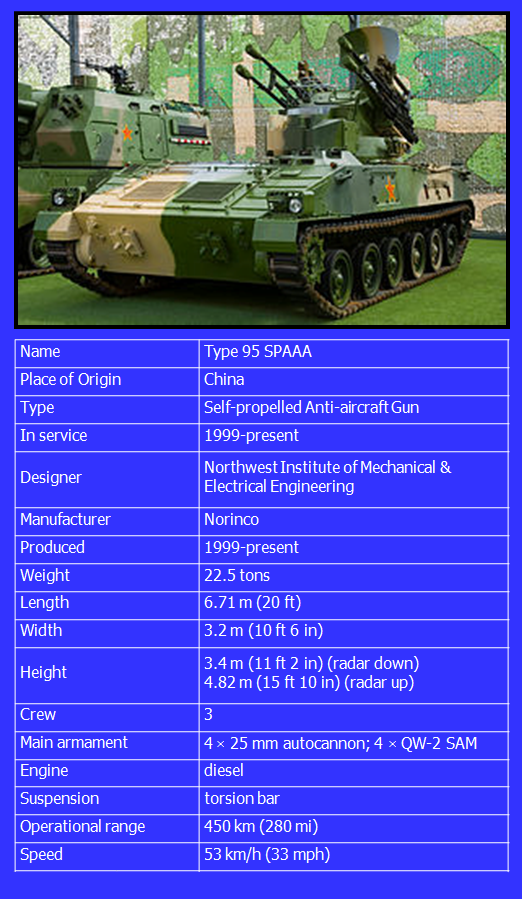 Name Type 95 SPAAA
Place of Origin China
Type Self-propelled Anti-aircraft Gun
In service 1999-present
Designer Northwest Institute of Mechanical &
Electrical Engineering
Manufacturer Norinco
Produced 1999-present
Weight 22.5 tons
Length 6.71 m (20 ft)
Width 3.2 m (10 ft 6 in)
Height 3.4 m (11 ft 2 in) (radar down)
4.82 m (15 ft 10 in) (radar up)
Crew 3
Main armament 4 × 25 mm autocannon; 4 × QW-2 SAM
Engine diesel
Suspension torsion bar
Operational range 450 km (280 mi)
Speed 53 km/h (33 mph)